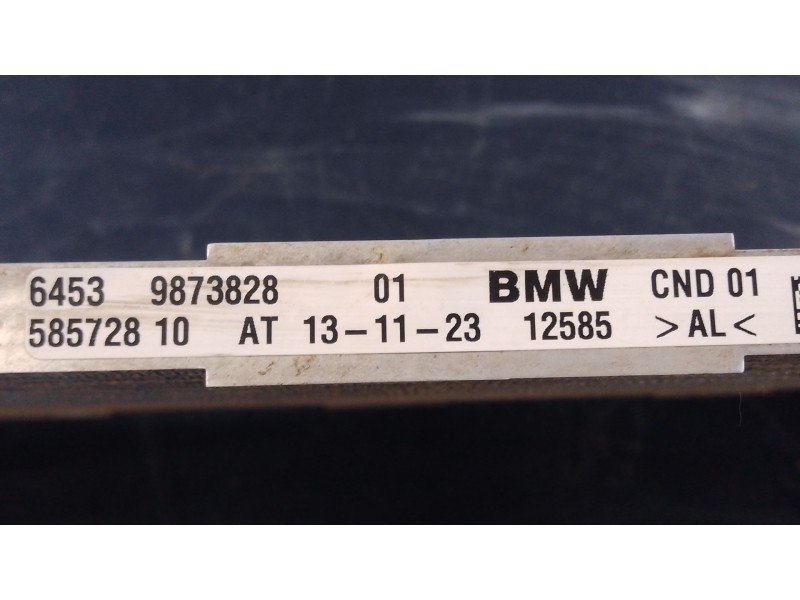 6453 9873828 01 BMW CND 01
585728 10 AT 13-11-23 12585 >AL<